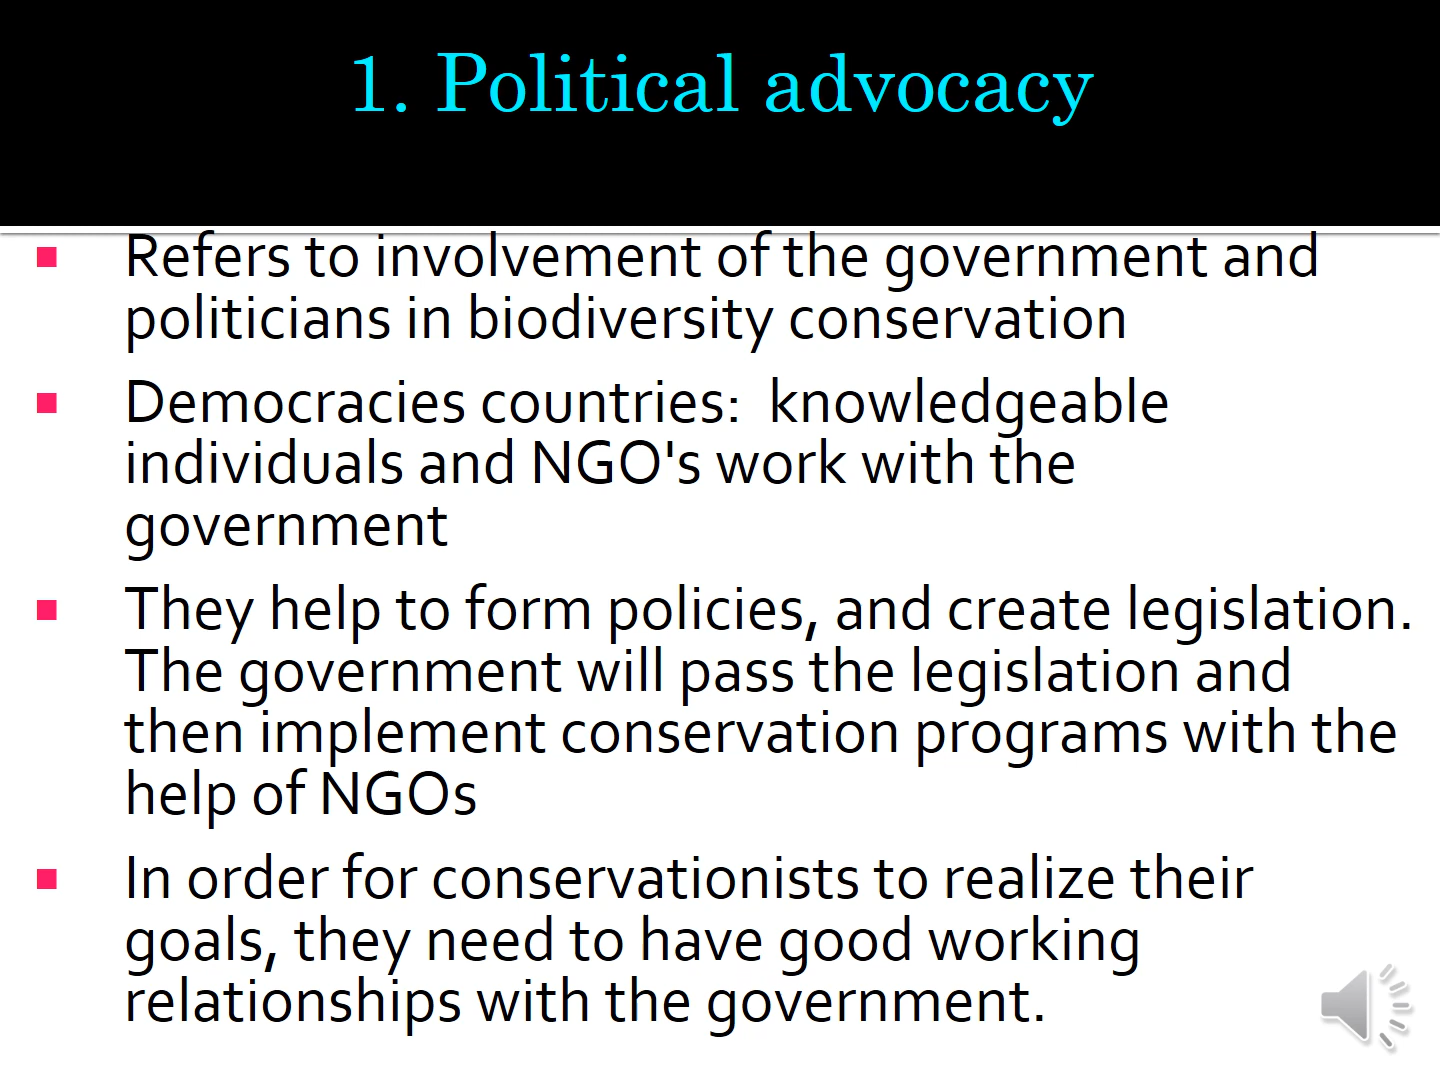 1. Political advocacy
Refers to involvement of the government and
politicians in biodiversity conservation
Democracies countries:  knowledgeable
individuals and NGO's work with the
government
They help to form policies, and create legislation.
The government will pass the legislation and
then implement conservation programs with the
help of NGOs
In order for conservationists to realize their
goals, they need to have good working
relationships with the government.